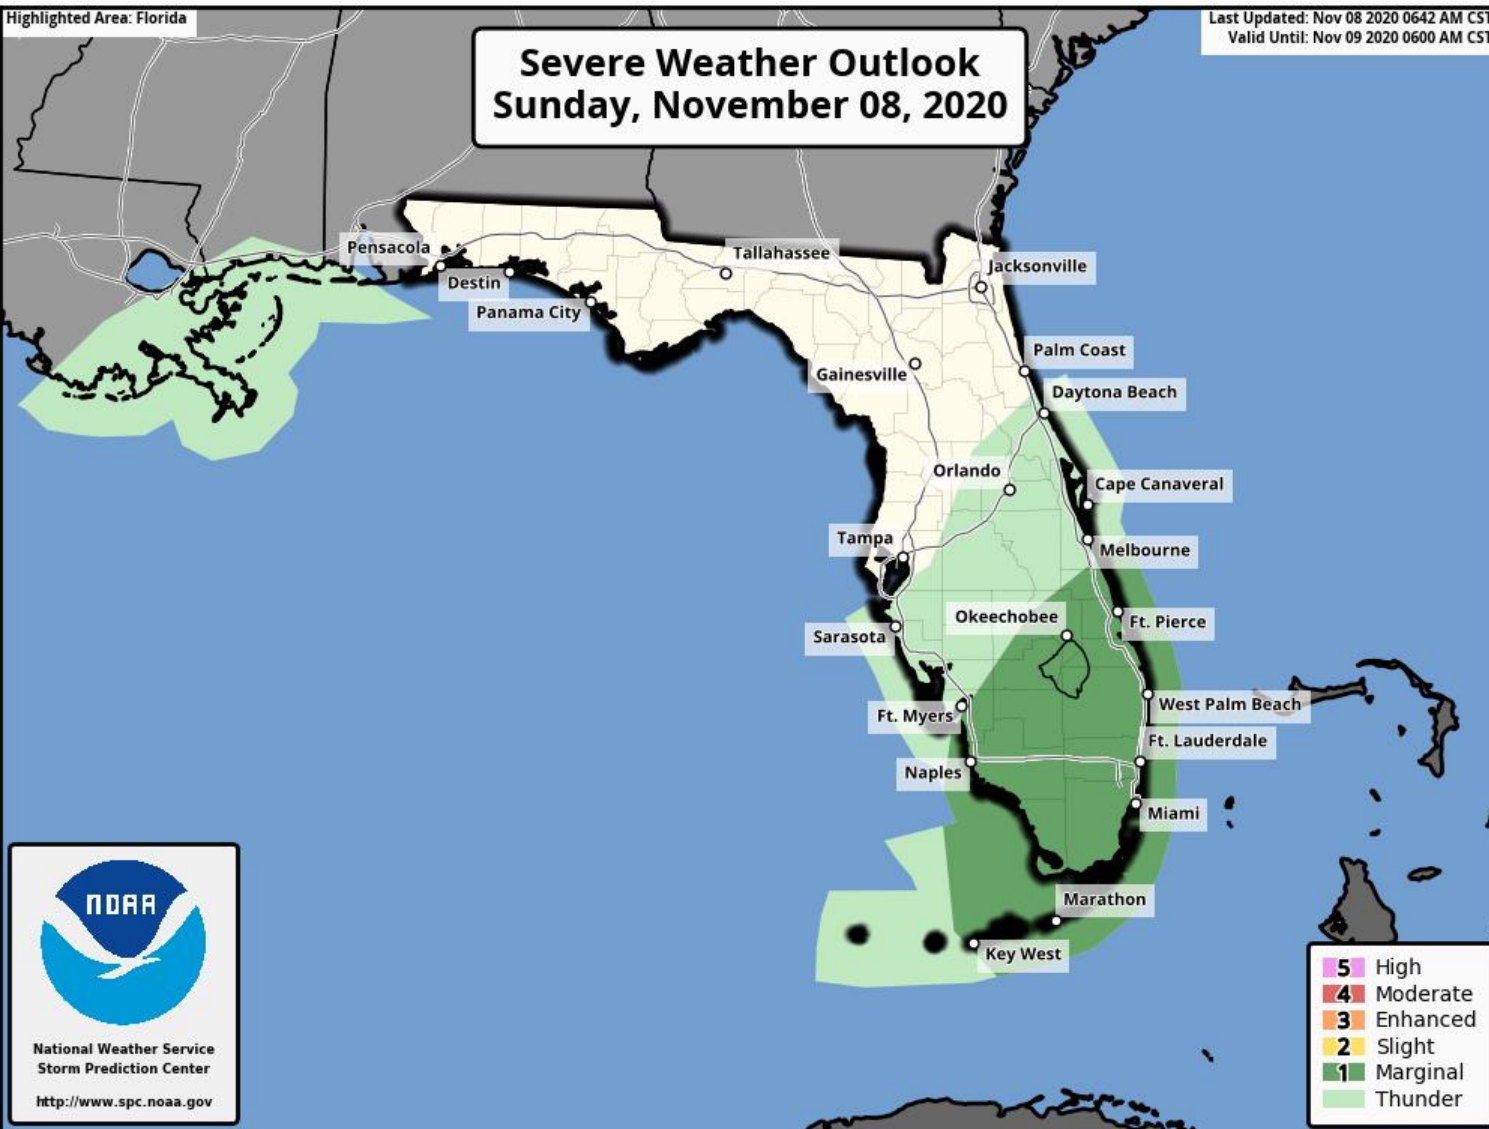 Highlighted Area: Florida
Last Updated: Nov 08 2020 0642 AM CST
Valid Until: Nov 09 2020 0600 AM CST
Severe Weather Outlook
Sunday, November 08, 2020
Pensacola
Tallahassee
Jacksonville
Destin
Panama City
Palm Coast
Gainesville
Daytona Beach
Orlando
Cape Canaveral
Tampa
Melbourne
Okeechobee
Ft. Pierce
Sarasota
West Palm Beach
Ft. Myers
Ft. Lauderdale
Naples
Miami
Marathon
Key West
NOAA
National Weather Service
Storm Prediction Center
http://www.spc.noaa.gov
5 High
4 Moderate
3 Enhanced
2 Slight
1 Marginal
Thunder